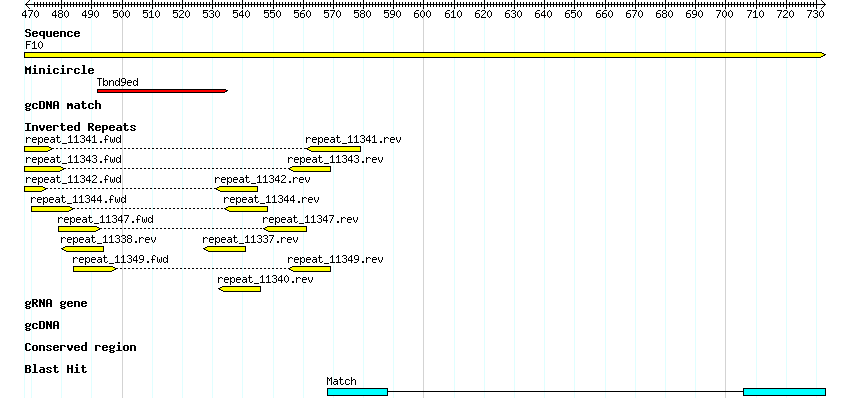 470 480 490 500 510 520 530 540 550 560 570 580 590 600 610 620 630 640 650 660 670 680 690 700 710 720 730
Sequence
F10
Minicircle
Tbnd9ed
gcDNA match
Inverted Repeats
repeat_11341.fwd repeat_11341.rev
repeat_11343.fwd repeat_11343.rev
repeat_11342.fwd repeat_11342.rev
repeat_11344.fwd repeat_11344.rev
repeat_11347.fwd repeat_11347.rev
repeat_11338.rev repeat_11337.rev
repeat_11349.fwd repeat_11349.rev
repeat_11340.rev
gRNA gene
gcDNA
Conserved region
Blast Hit
Match